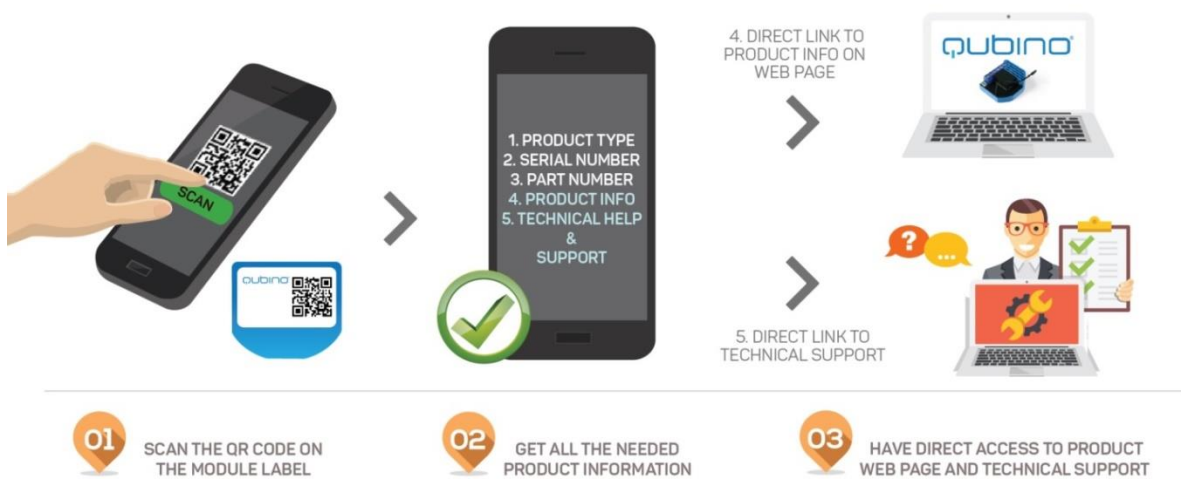 SCAN
QUBINO
1. PRODUCT TYPE
2. SERIAL NUMBER
3. PART NUMBER
4. PRODUCT INFO
5. TECHNICAL HELP
&
SUPPORT
4. DIRECT LINK TO
PRODUCT INFO ON
WEB PAGE
QUBINO
?
...
5. DIRECT LINK TO
TECHNICAL SUPPORT
01
SCAN THE QR CODE ON
THE MODULE LABEL
02
GET ALL THE NEEDED
PRODUCT INFORMATION
03
HAVE DIRECT ACCESS TO PRODUCT
WEB PAGE AND TECHNICAL SUPPORT